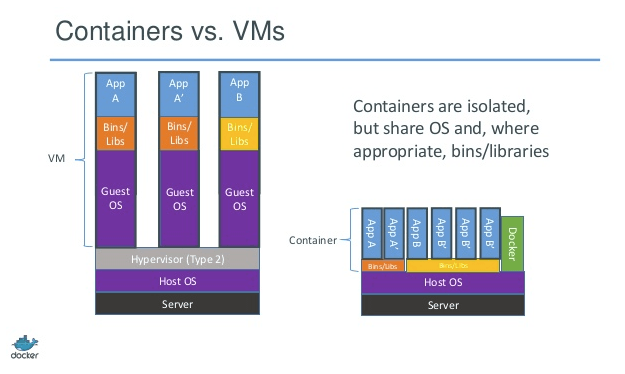 Containers vs. VMs
App
A
App
A'
App
B
Bins/
Libs
Bins/
Libs
Bins/
Libs
VM
Guest
OS
Guest
OS
Guest
OS
Hypervisor (Type 2)
Host OS
Server
Containers are isolated,
but share OS and, where
appropriate, bins/libraries
Container
App A
App A'
App B
App B'
App B'
App B'
Docker
Bins/Libs
Bins/Libs
Host OS
Server
docker